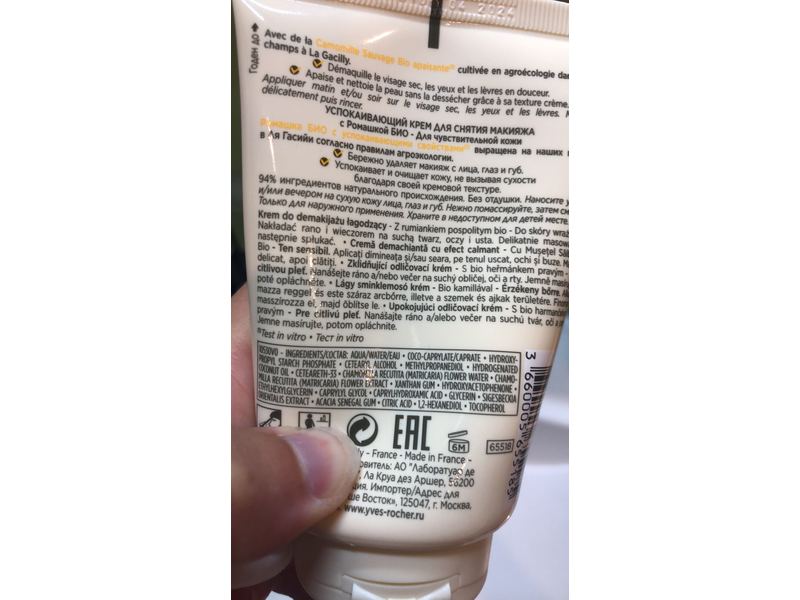 04 2024
Годен до
Avec de la Camomille Sauvage Bio apaisante cultivée en agroécologie
champs à La Gacilly.
Démaquille le visage sec, les yeux et les lèvres en douceur.
Apaise et nettoie la peau sans la dessécher grâce à sa texture crème.
Appliquer matin et/ou soir sur le visage sec, les yeux et les lèvres.
délicatement puis rincer.
УСПОКАИВАЮЩИЙ КРЕМ ДЛЯ СНЯТИЯ МАКИЯЖА
с Ромашкой БИО - Для чувствительной кожи
Ромашка БИО с успокаивающими свойствами выращена на наших
в Ля Гасийи согласно правилам агроэкологии.
Бережно удаляет макияж с лица, глаз и губ.
Успокаивает и очищает кожу, не вызывая сухости
благодаря своей кремовой текстуре.
94% ингредиентов натурального происхождения. Без отдушки. Наносите
и/или вечером на сухую кожу лица, глаз и губ. Нежно помассируйте, затем
Только для наружного применения. Храните в недоступном для детей месте.
Krem do demakijażu łagodzący - Z rumiankiem pospolitym bio - Do skóry
Nakładać rano i wieczorem na suchą twarz, oczy i usta. Delikatnie
następnie spłukać. • Cremă demachiantă cu efect calmant - Cu Mușețel
Bio - Ten sensibil. Aplicați dimineața și/sau seara, pe tenul uscat, ochi și buze.
delicat, apoi clătiți. • Zklidňující odličovací krém - S bio heřmánkem pravým -
citlivou pleť. Nanášejte ráno a/nebo večer na suchý obličej, oči a rty. Jemně
poté opláchněte. • Lágy sminklemosó krém - Bio kamillával - Érzékeny bőrre.
mazza reggel és este száraz arcbőrre, illetve a szemek és ajkak területére.
masszírozza el, majd öblítse le. • Upokojujúci odličovací krém - S bio
pravým - Pre citlivú pleť. Nanášajte ráno a/alebo večer na suchú tvár, oči a
Jemne masírujte, potom opláchnite.
Test in vitro • Тест in vitro
1055OVO - INGREDIENTS/СОСТАВ: AQUA/WATER/EAU • COCO-CAPRYLATE/CAPRATE • HYDROXY-
PROPYL STARCH PHOSPHATE • CETEARYL ALCOHOL • METHYLPROPANEDIOL • HYDROGENATED
COCONUT OIL • CETEARETH-33 • CHAMOMILLA RECUTITA (MATRICARIA) FLOWER WATER • CHAMO-
MILLA RECUTITA (MATRICARIA) FLOWER EXTRACT • XANTHAN GUM • HYDROXYACETOPHENONE •
ETHYLHEXYLGLYCERIN • CAPRYLYL GLYCOL • CAPRYLHYDROXAMIC ACID • GLYCERIN • SIGESBECKIA
ORIENTALIS EXTRACT • ACACIA SENEGAL GUM • CITRIC ACID • 1,2-HEXANEDIOL • TOCOPHEROL
EAC
6M
65518
- France - Made in France -
АО "Лаборатуар де
Ла Круа дез Аршер, 56200
Импортер/Адрес для
Восток», 125047, г. Москва,
www.yves-rocher.ru